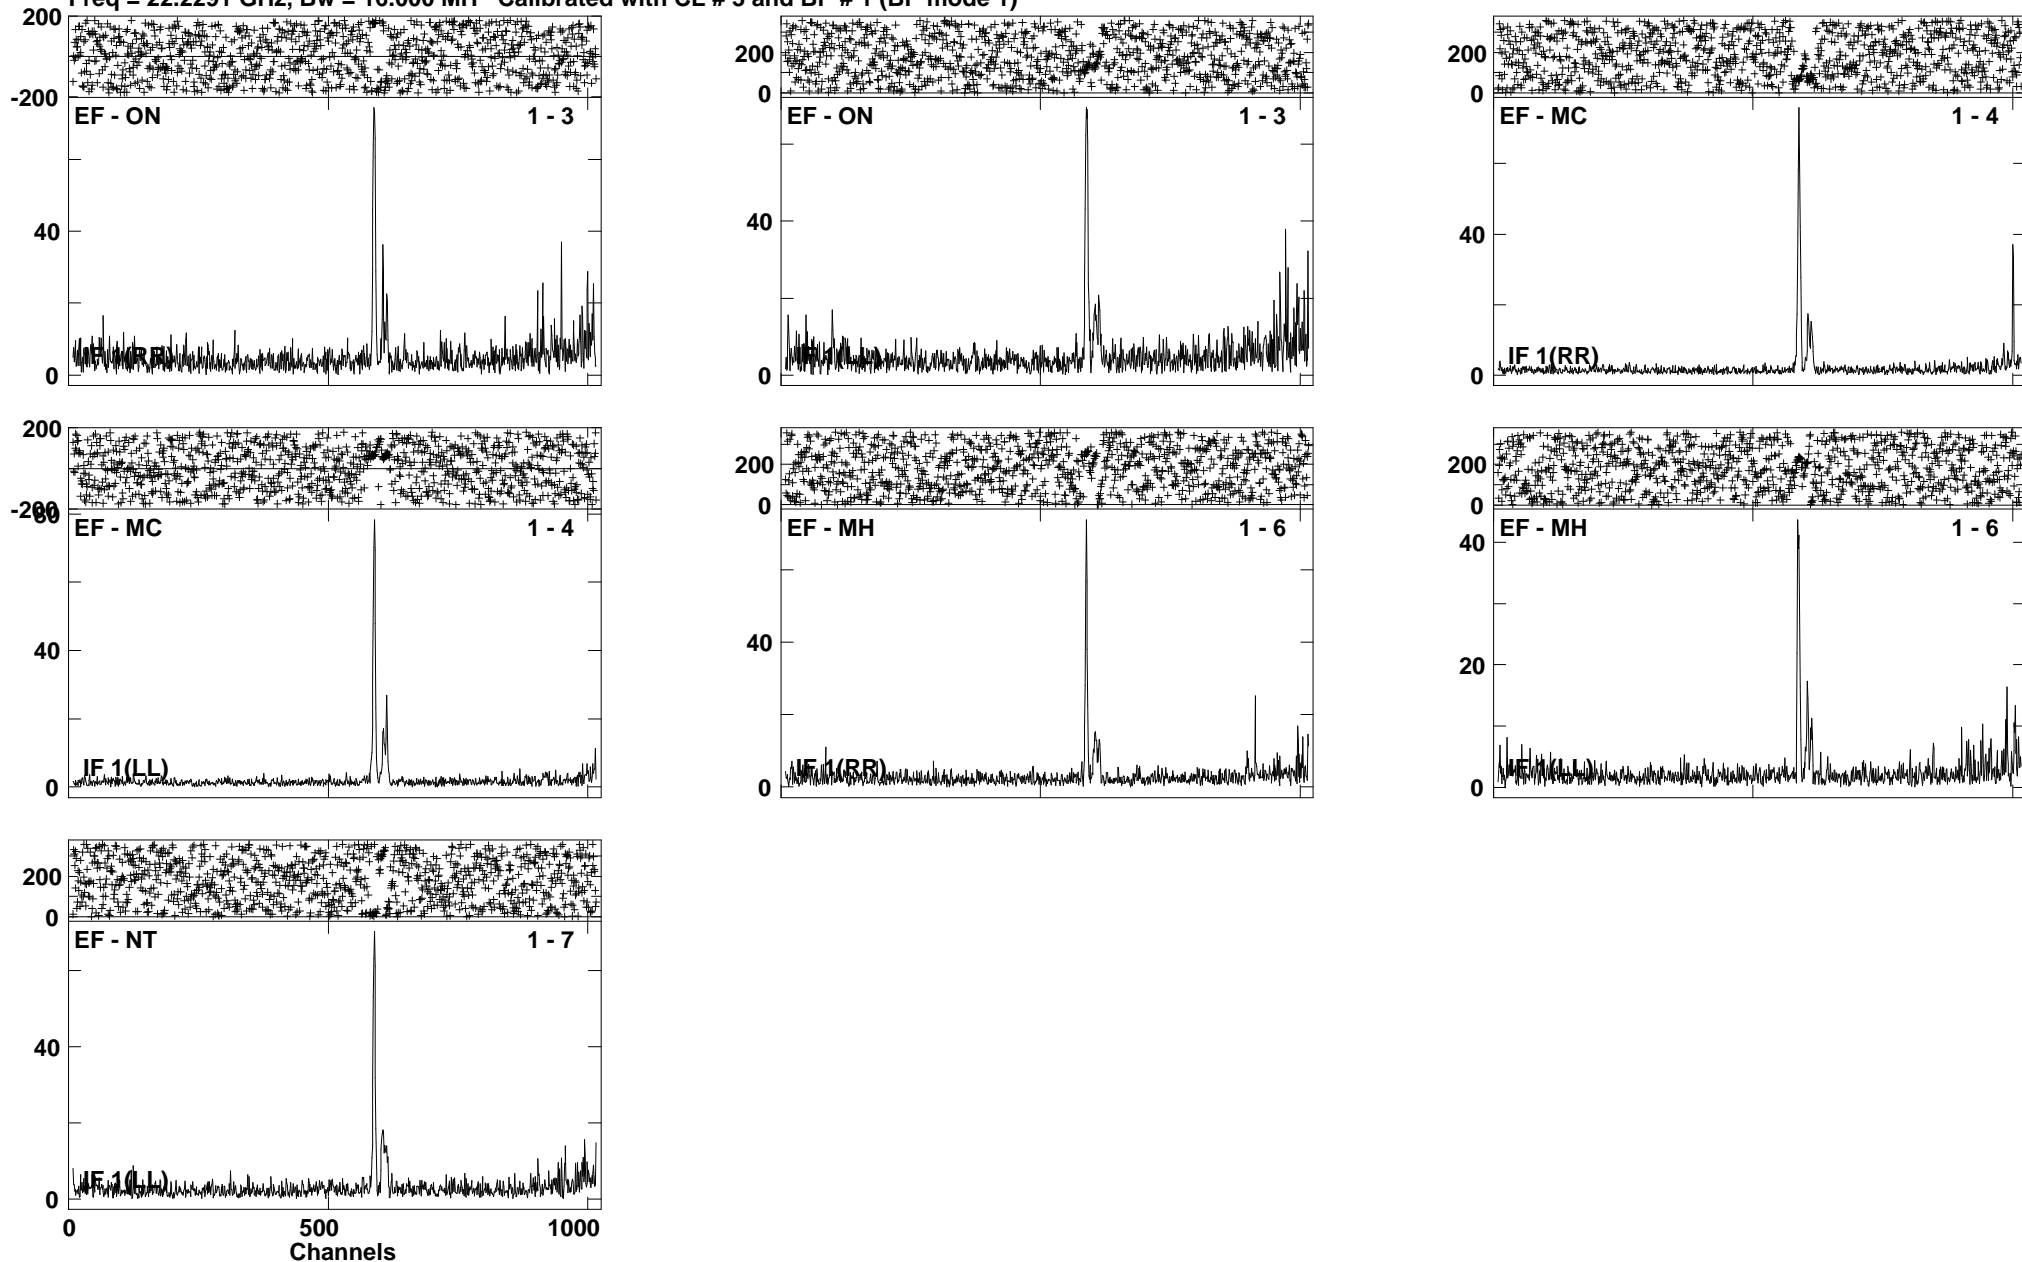 Freq = 22.2291 GHz, Bw = 16.000 MH Calibrated with CL # 3 and BP # 1 (BP mode 1)
200
-200
EF - ON 1 - 3
40
IF 1(RR)
0
200
0
EF - ON 1 - 3
40
IF 1(LL)
0
200
0
EF - MC 1 - 4
40
IF 1(RR)
0
200
-200
80
EF - MC 1 - 4
40
IF 1(LL)
0
200
0
EF - MH 1 - 6
40
IF 1(RR)
0
200
0
EF - MH 1 - 6
40
20
IF 1(LL)
0
200
0
EF - NT 1 - 7
40
IF 1(LL)
0
0 500 1000
Channels